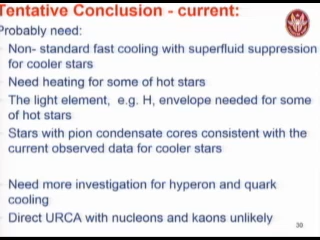 Tentative Conclusion - current:
Probably need:
Non- standard fast cooling with superfluid suppression
for cooler stars
Need heating for some of hot stars
The light element,  e.g. H, envelope needed for some
of hot stars
Stars with pion condensate cores consistent with the
current observed data for cooler stars
Need more investigation for hyperon and quark
cooling
Direct URCA with nucleons and kaons unlikely
30